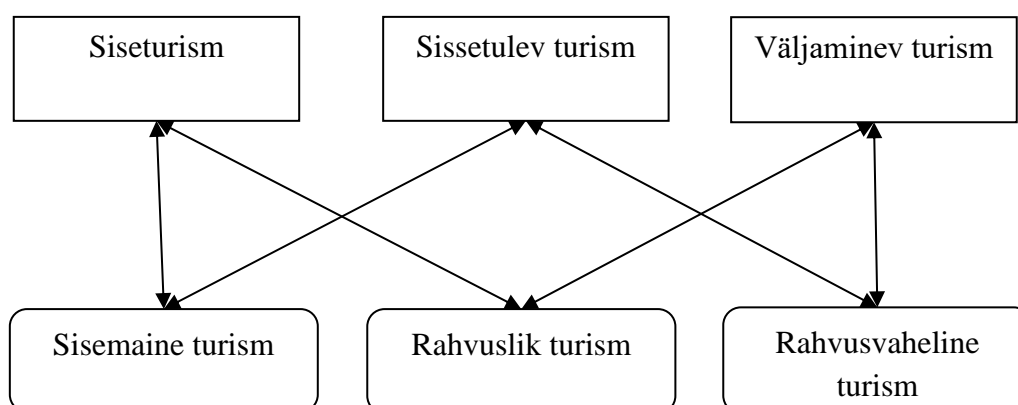 Siseturism
Sissetulev turism
Väljaminev turism
Sisemaine turism
Rahvuslik turism
Rahvusvaheline
turism